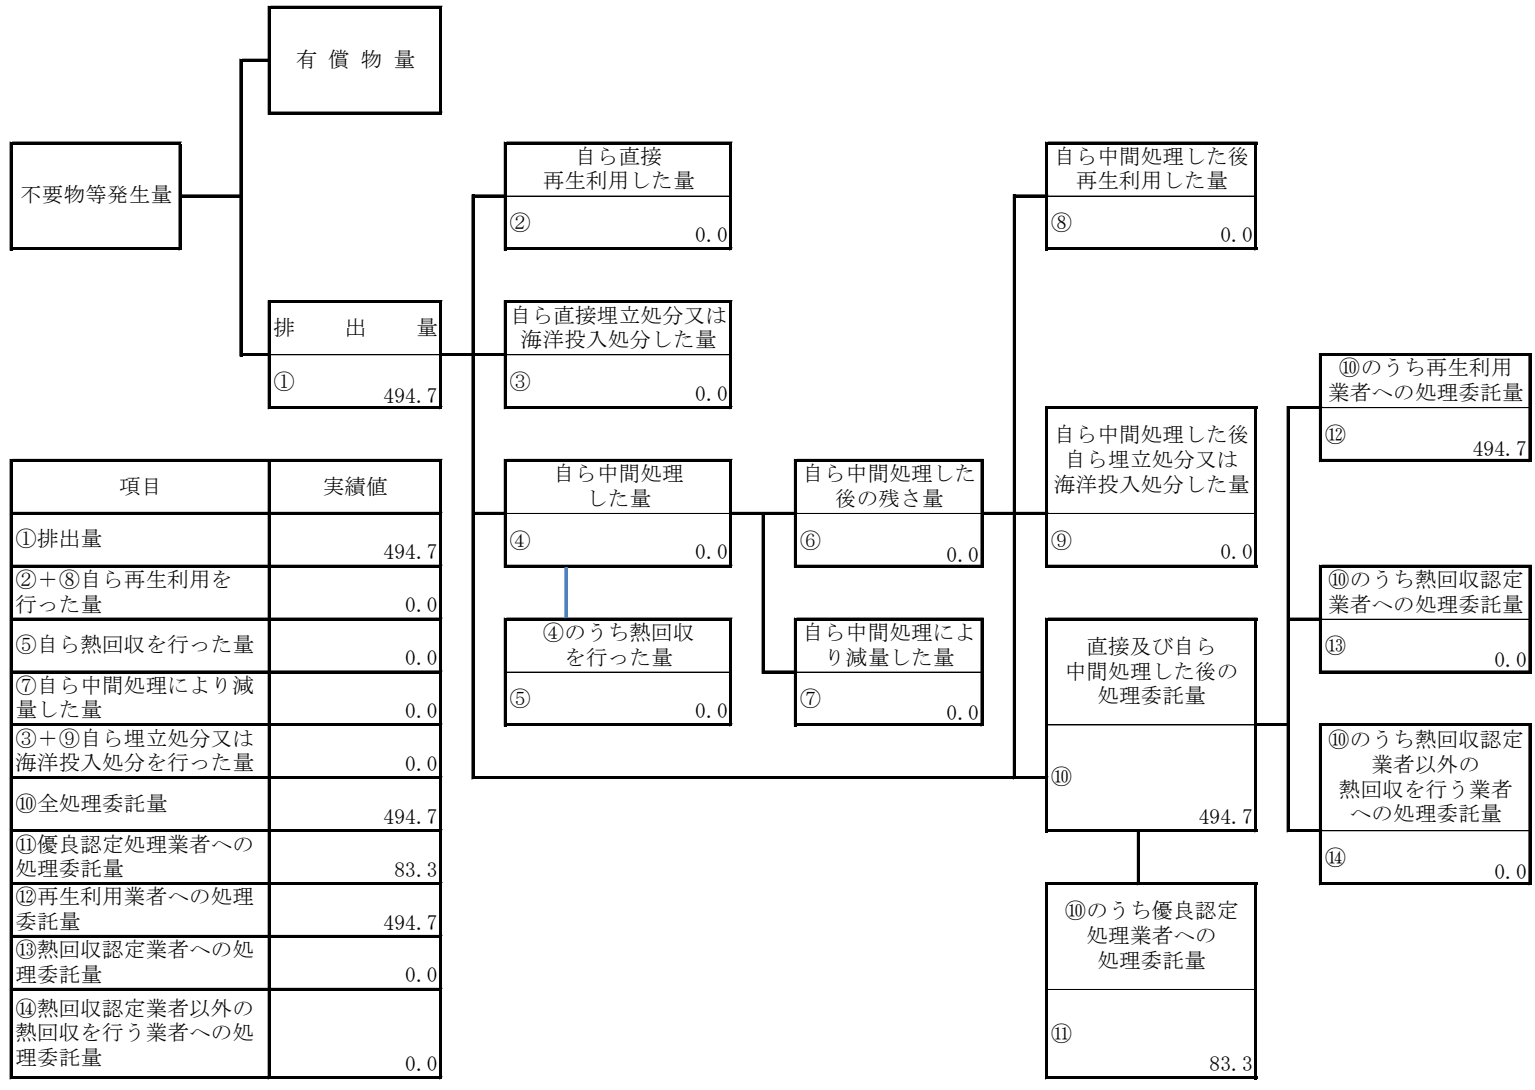 有償物量
不要物等発生量
排出量
①
494.7
自ら直接
再生利用した量
②
0.0
自ら直接埋立処分又は
海洋投入処分した量
③
0.0
自ら中間処理
した量
④
0.0
④のうち熱回収
を行った量
⑤
0.0
自ら中間処理した
後の残さ量
⑥
0.0
自ら中間処理によ
り減量した量
⑦
0.0
自ら中間処理した後
再生利用した量
⑧
0.0
自ら中間処理した後
自ら埋立処分又は
海洋投入処分した量
⑨
0.0
直接及び自ら
中間処理した後の
処理委託量
⑩
494.7
⑩のうち優良認定
処理業者への
処理委託量
⑪
83.3
⑩のうち再生利用
業者への処理委託量
⑫
494.7
⑩のうち熱回収認定
業者への処理委託量
⑬
0.0
⑩のうち熱回収認定
業者以外の
熱回収を行う業者
への処理委託量
⑭
0.0
項目 実績値
①排出量
494.7
②＋⑧自ら再生利用を
行った量
0.0
⑤自ら熱回収を行った量
0.0
⑦自ら中間処理により減
量した量
0.0
③＋⑨自ら埋立処分又は
海洋投入処分を行った量
0.0
⑩全処理委託量
494.7
⑪優良認定処理業者への
処理委託量
83.3
⑫再生利用業者への処理
委託量
494.7
⑬熱回収認定業者への処
理委託量
0.0
⑭熱回収認定業者以外の
熱回収を行う業者への処
理委託量
0.0